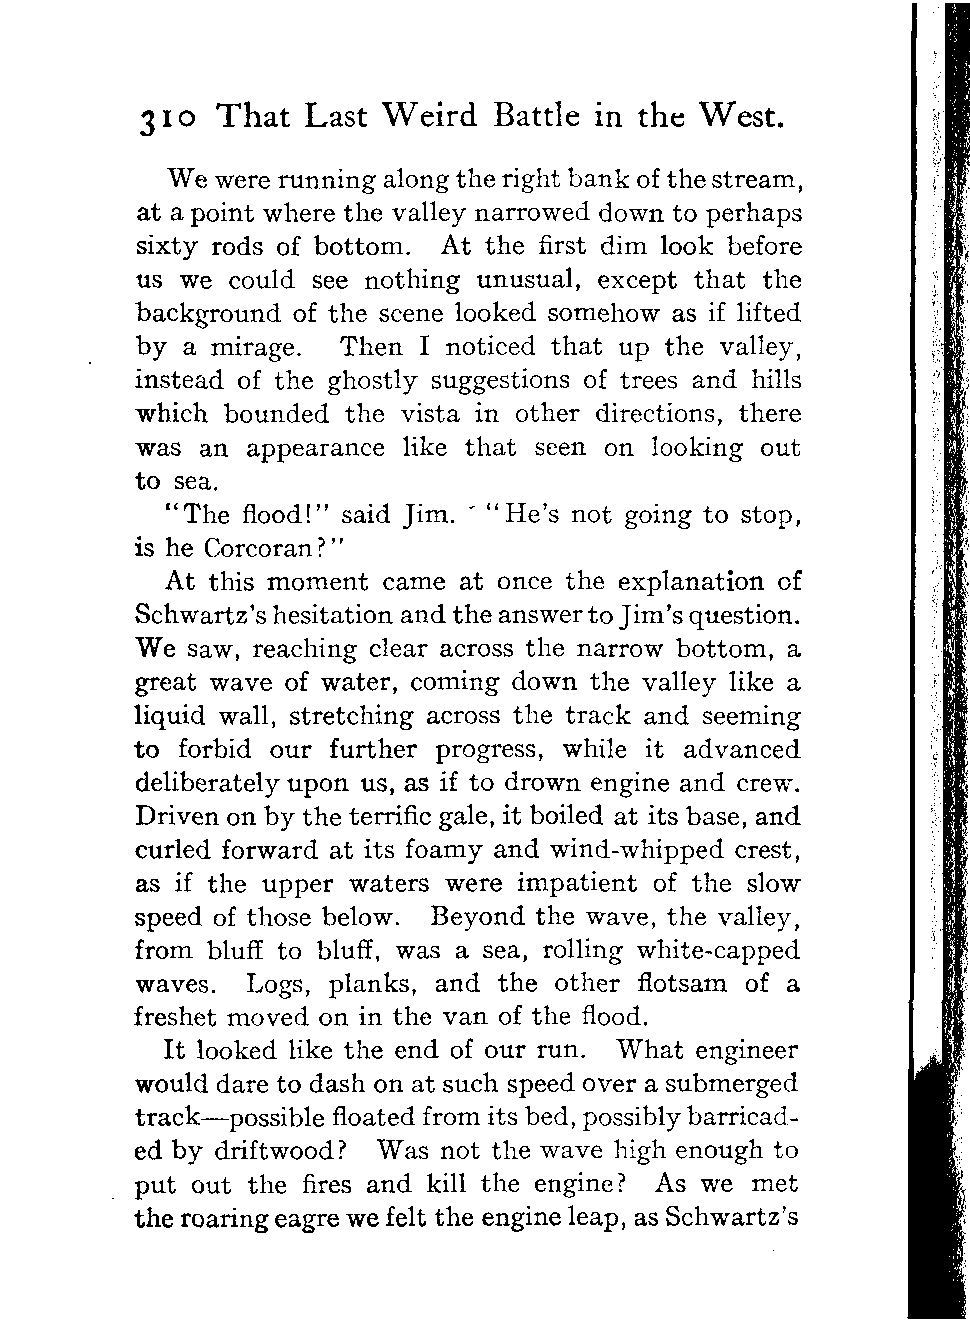 310 That Last Weird Battle in the West.
We were running along the right bank of the stream,
at a point where the valley narrowed down to perhaps
sixty rods of bottom. At the first dim look before
us we could see nothing unusual, except that the
background of the scene looked somehow as if lifted
by a mirage. Then I noticed that up the valley,
instead of the ghostly suggestions of trees and hills
which bounded the vista in other directions, there
was an appearance like that seen on looking out
to sea.
"The flood!" said Jim. "He's not going to stop,
is he Corcoran?"
At this moment came at once the explanation of
Schwartz's hesitation and the answer to Jim's question.
We saw, reaching clear across the narrow bottom, a
great wave of water, coming down the valley like a
liquid wall, stretching across the track and seeming
to forbid our further progress, while it advanced
deliberately upon us, as if to drown engine and crew.
Driven on by the terrific gale, it boiled at its base, and
curled forward at its foamy and wind-whipped crest,
as if the upper waters were impatient of the slow
speed of those below. Beyond the wave, the valley,
from bluff to bluff, was a sea, rolling white-capped
waves. Logs, planks, and the other flotsam of a
freshet moved on in the van of the flood.
It looked like the end of our run. What engineer
would dare to dash on at such speed over a submerged
track—possible floated from its bed, possibly barricad-
ed by driftwood? Was not the wave high enough to
put out the fires and kill the engine? As we met
the roaring eagre we felt the engine leap, as Schwartz's